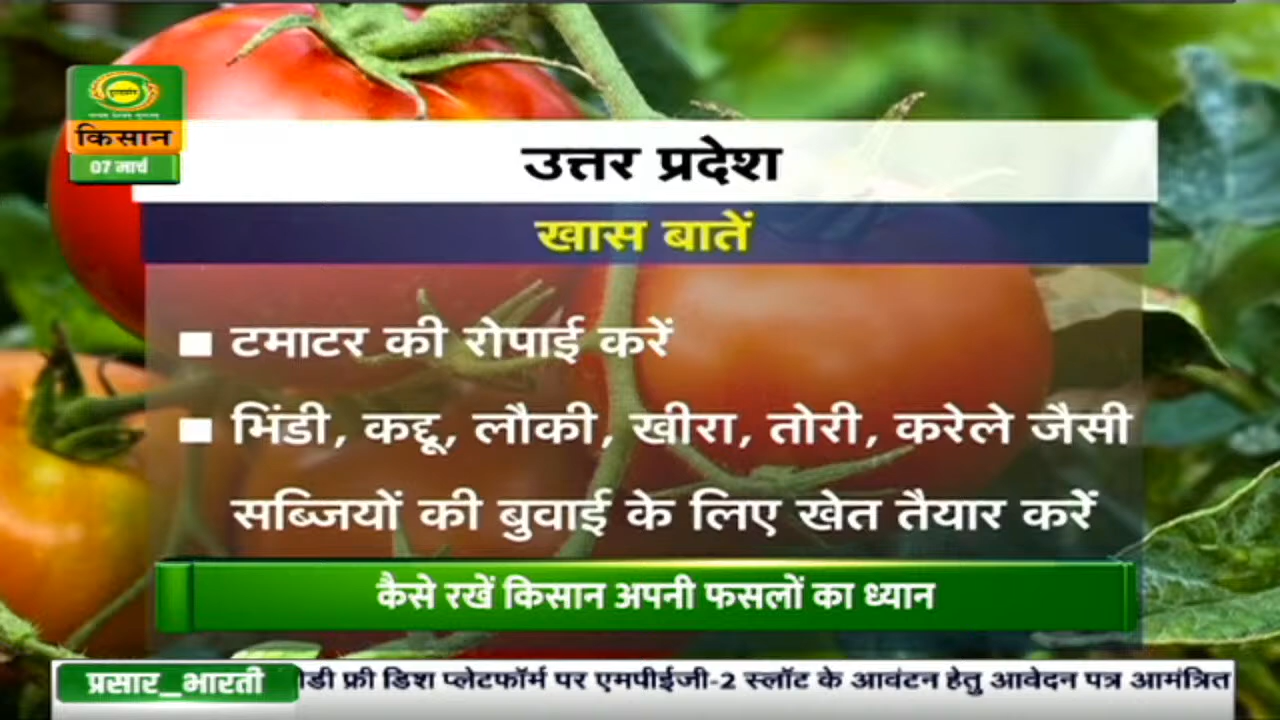 किसान
07 मार्च
उत्तर प्रदेश
खास बातें
टमाटर की रोपाई करें
भिंडी, कद्दू, लौकी, खीरा, तोरी, करेले जैसी
सब्जियों की बुवाई के लिए खेत तैयार करें
कैसे रखें किसान अपनी फसलों का ध्यान
प्रसार_भारती
डी फ्री डिश प्लेटफॉर्म पर एमपीईजी-2 स्लॉट के आवंटन हेतु आवेदन पत्र आमंत्रित